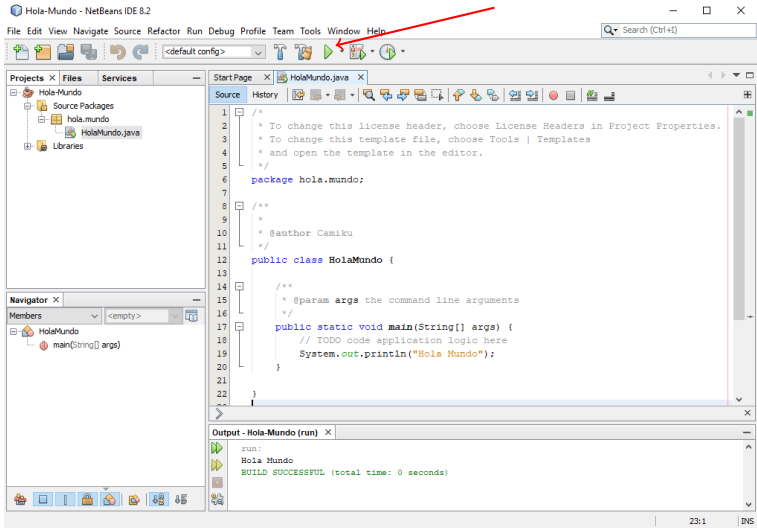 Hola-Mundo - NetBeans IDE 8.2
File Edit View Navigate Source Refactor Run Debug Profile Team Tools Window Help
Search (Ctrl+I)
<default config>
Projects Files Services
Hola-Mundo
Source Packages
hola.mundo
HolaMundo.java
Libraries
Navigator
Members <empty>
HolaMundo
main(String[] args)
Start Page HolaMundo.java
Source History
1 /*
2 * To change this license header, choose License Headers in Project Properties.
3 * To change this template file, choose Tools | Templates
4 * and open the template in the editor.
5 */
6 package hola.mundo;
7
8 /**
9 *
10 * @author Camiku
11 */
12 public class HolaMundo {
13
14 /**
15 * @param args the command line arguments
16 */
17 public static void main(String[] args) {
18 // TODO code application logic here
19 System.out.println("Hola Mundo");
20 }
21
22 }
Output - Hola-Mundo (run)
run:
Hola Mundo
BUILD SUCCESSFUL (total time: 0 seconds)
23:1 INS